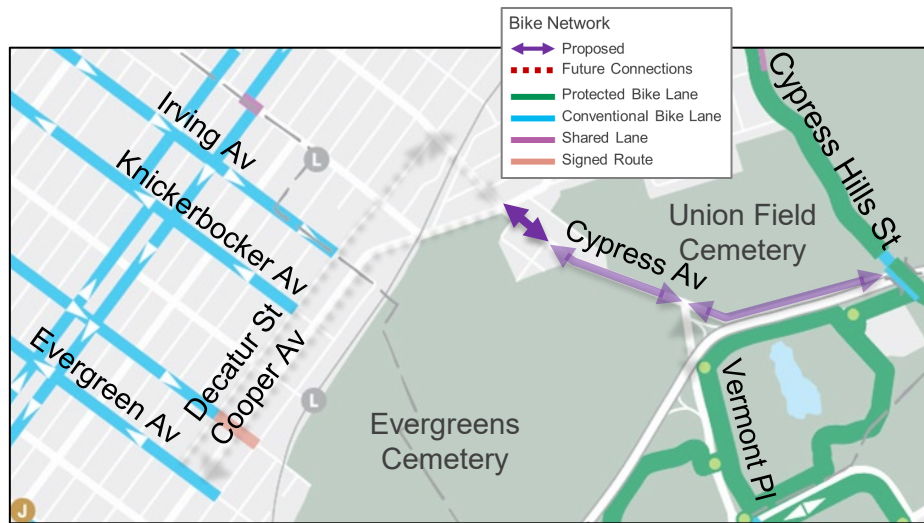 Bike Network
Proposed
Future Connections
Protected Bike Lane
Conventional Bike Lane
Shared Lane
Signed Route
Cypress Hills St
Irving Av
L
Knickerbocker Av
Union Field
Cemetery
Cypress Av
Decatur St
Cooper Av
Evergreen Av
L
Evergreens
Cemetery
Vermont Pl
J